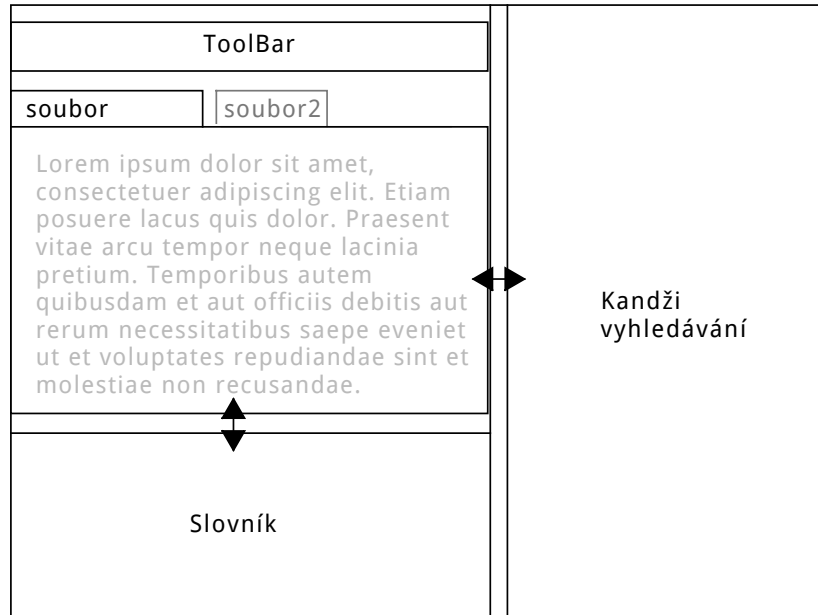 ToolBar
soubor
soubor2
Lorem ipsum dolor sit amet,
consectetuer adipiscing elit. Etiam
posuere lacus quis dolor. Praesent
vitae arcu tempor neque lacinia
pretium. Temporibus autem
quibusdam et aut officiis debitis aut
rerum necessitatibus saepe eveniet
ut et voluptates repudiandae sint et
molestiae non recusandae.
Kandži
vyhledávání
Slovník